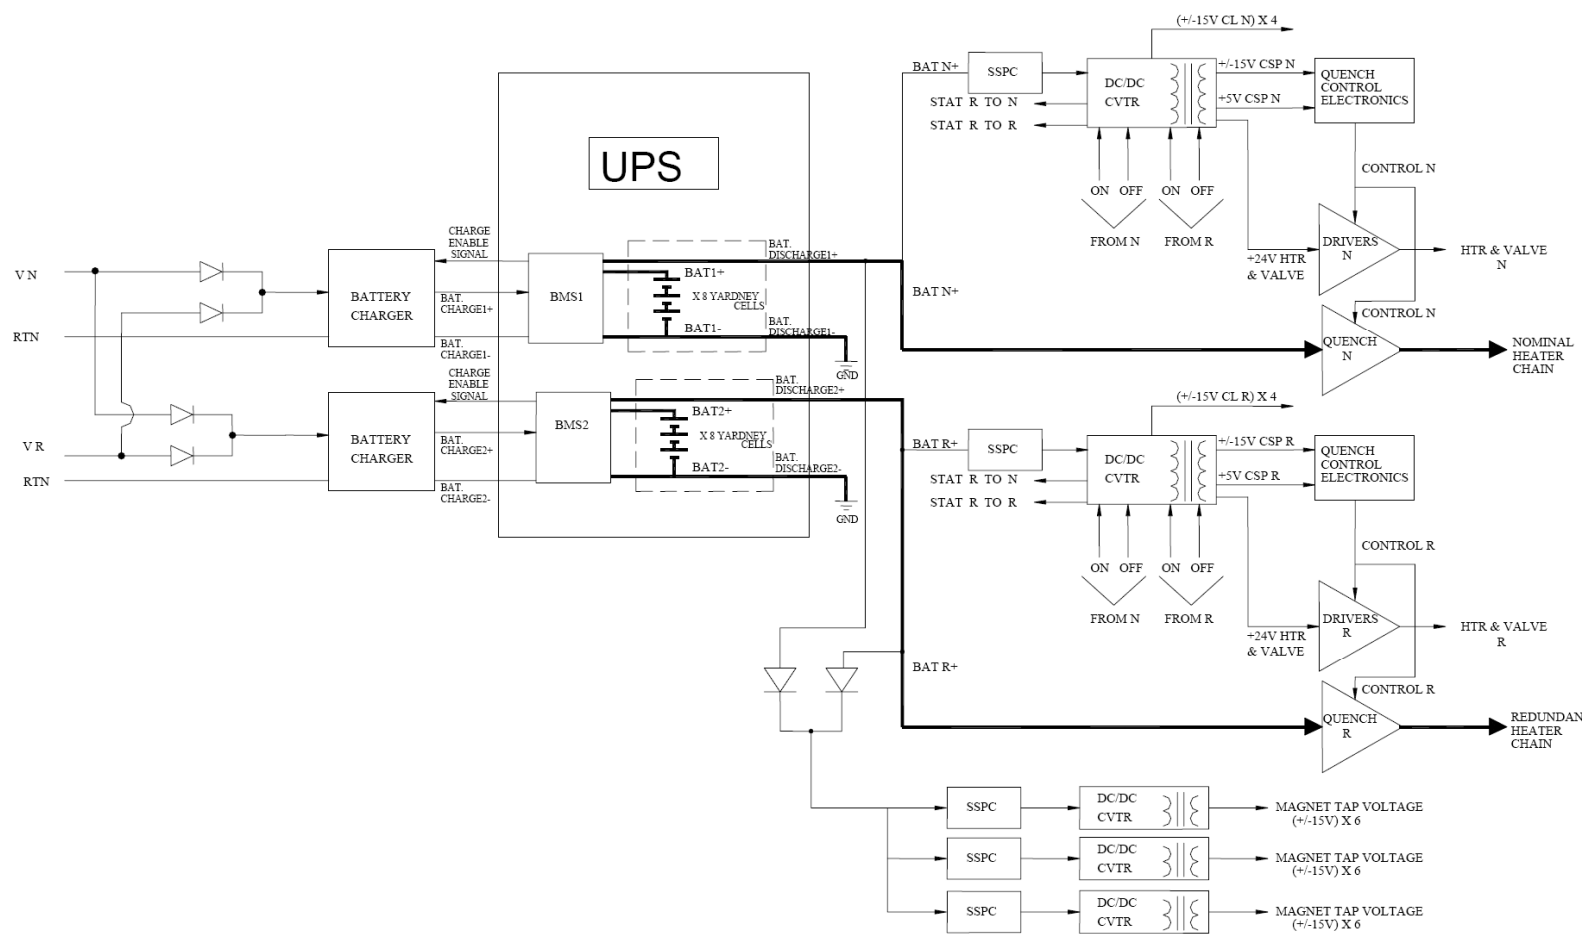 (+/-15V CL N) X 4
BAT N+
SSPC
DC/DC
CVTR
+/-15V CSP N
+5V CSP N
QUENCH
CONTROL
ELECTRONICS
STAT R TO N
STAT R TO R
ON OFF ON OFF
FROM N FROM R
CONTROL N
UPS
DRIVERS
N
+24V HTR
& VALVE
HTR & VALVE
N
CHARGE
ENABLE
SIGNAL
BAT.
DISCHARGE1+
V N
BATTERY
CHARGER
BAT.
CHARGE1+
BMS1
BAT1+
X 8 YARDNEY
CELLS
BAT1-
BAT.
DISCHARGE1-
BAT N+
CONTROL N
RTN
BAT.
CHARGE1-
GND
QUENCH
N
NOMINAL
HEATER
CHAIN
CHARGE
ENABLE
SIGNAL
BAT.
DISCHARGE2+
(+/-15V CL R) X 4
V R
BATTERY
CHARGER
BAT.
CHARGE2+
BMS2
BAT2+
X 8 YARDNEY
CELLS
BAT2-
BAT.
DISCHARGE2-
BAT R+
SSPC
DC/DC
CVTR
+/-15V CSP R
+5V CSP R
QUENCH
CONTROL
ELECTRONICS
RTN
BAT.
CHARGE2-
GND
STAT R TO N
STAT R TO R
ON OFF ON OFF
FROM N FROM R
CONTROL R
DRIVERS
R
+24V HTR
& VALVE
HTR & VALVE
R
BAT R+
CONTROL R
QUENCH
R
REDUNDAN
HEATER
CHAIN
SSPC
DC/DC
CVTR
MAGNET TAP VOLTAGE
(+/-15V) X 6
SSPC
DC/DC
CVTR
MAGNET TAP VOLTAGE
(+/-15V) X 6
SSPC
DC/DC
CVTR
MAGNET TAP VOLTAGE
(+/-15V) X 6